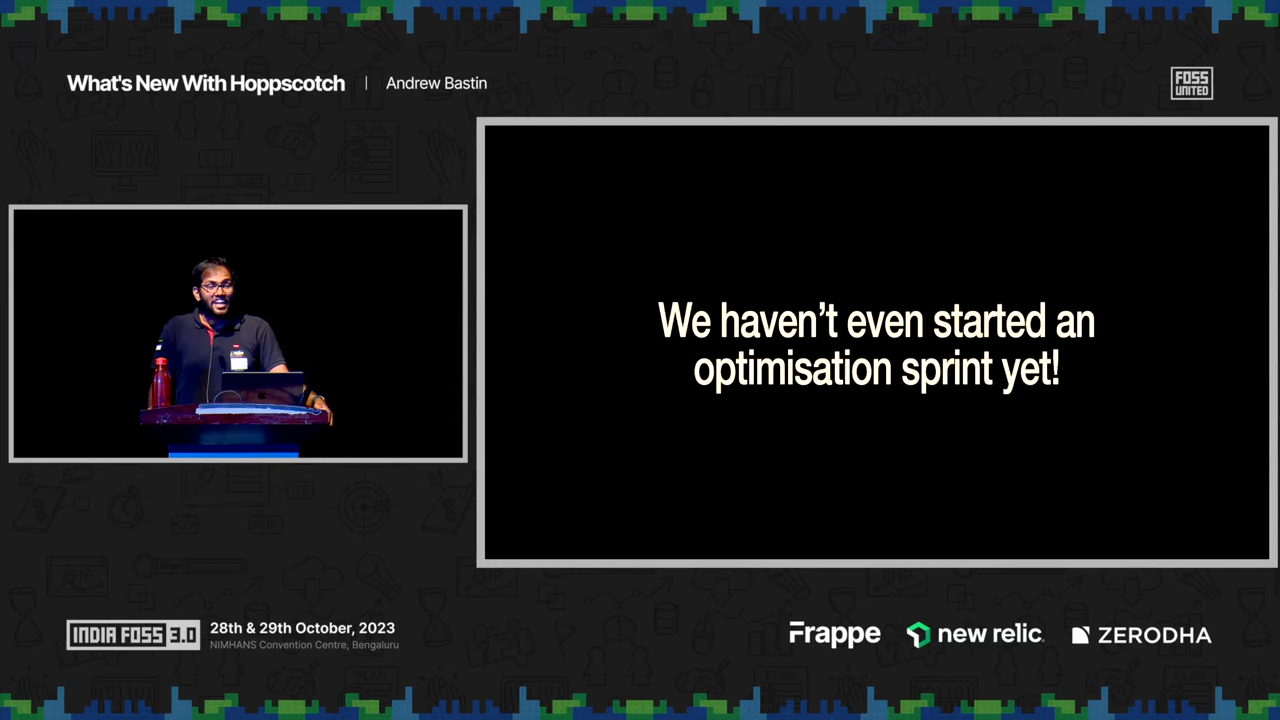 What's New With Hoppscotch | Andrew Bastin
FOSS
UNITED
We haven't even started an
optimisation sprint yet!
INDIA FOSS 3.0
28th & 29th October, 2023
NIMHANS Convention Centre, Bengaluru
Frappe
new relic
ZERODHA